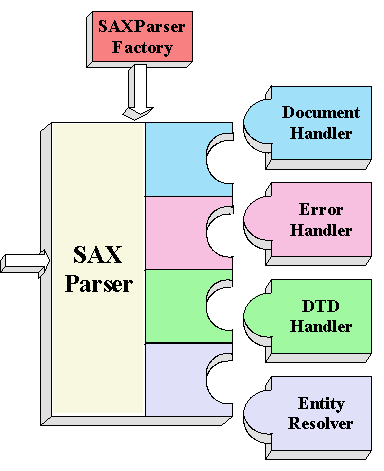 SAXParser
Factory
SAX
Parser
Document
Handler
Error
Handler
DTD
Handler
Entity
Resolver